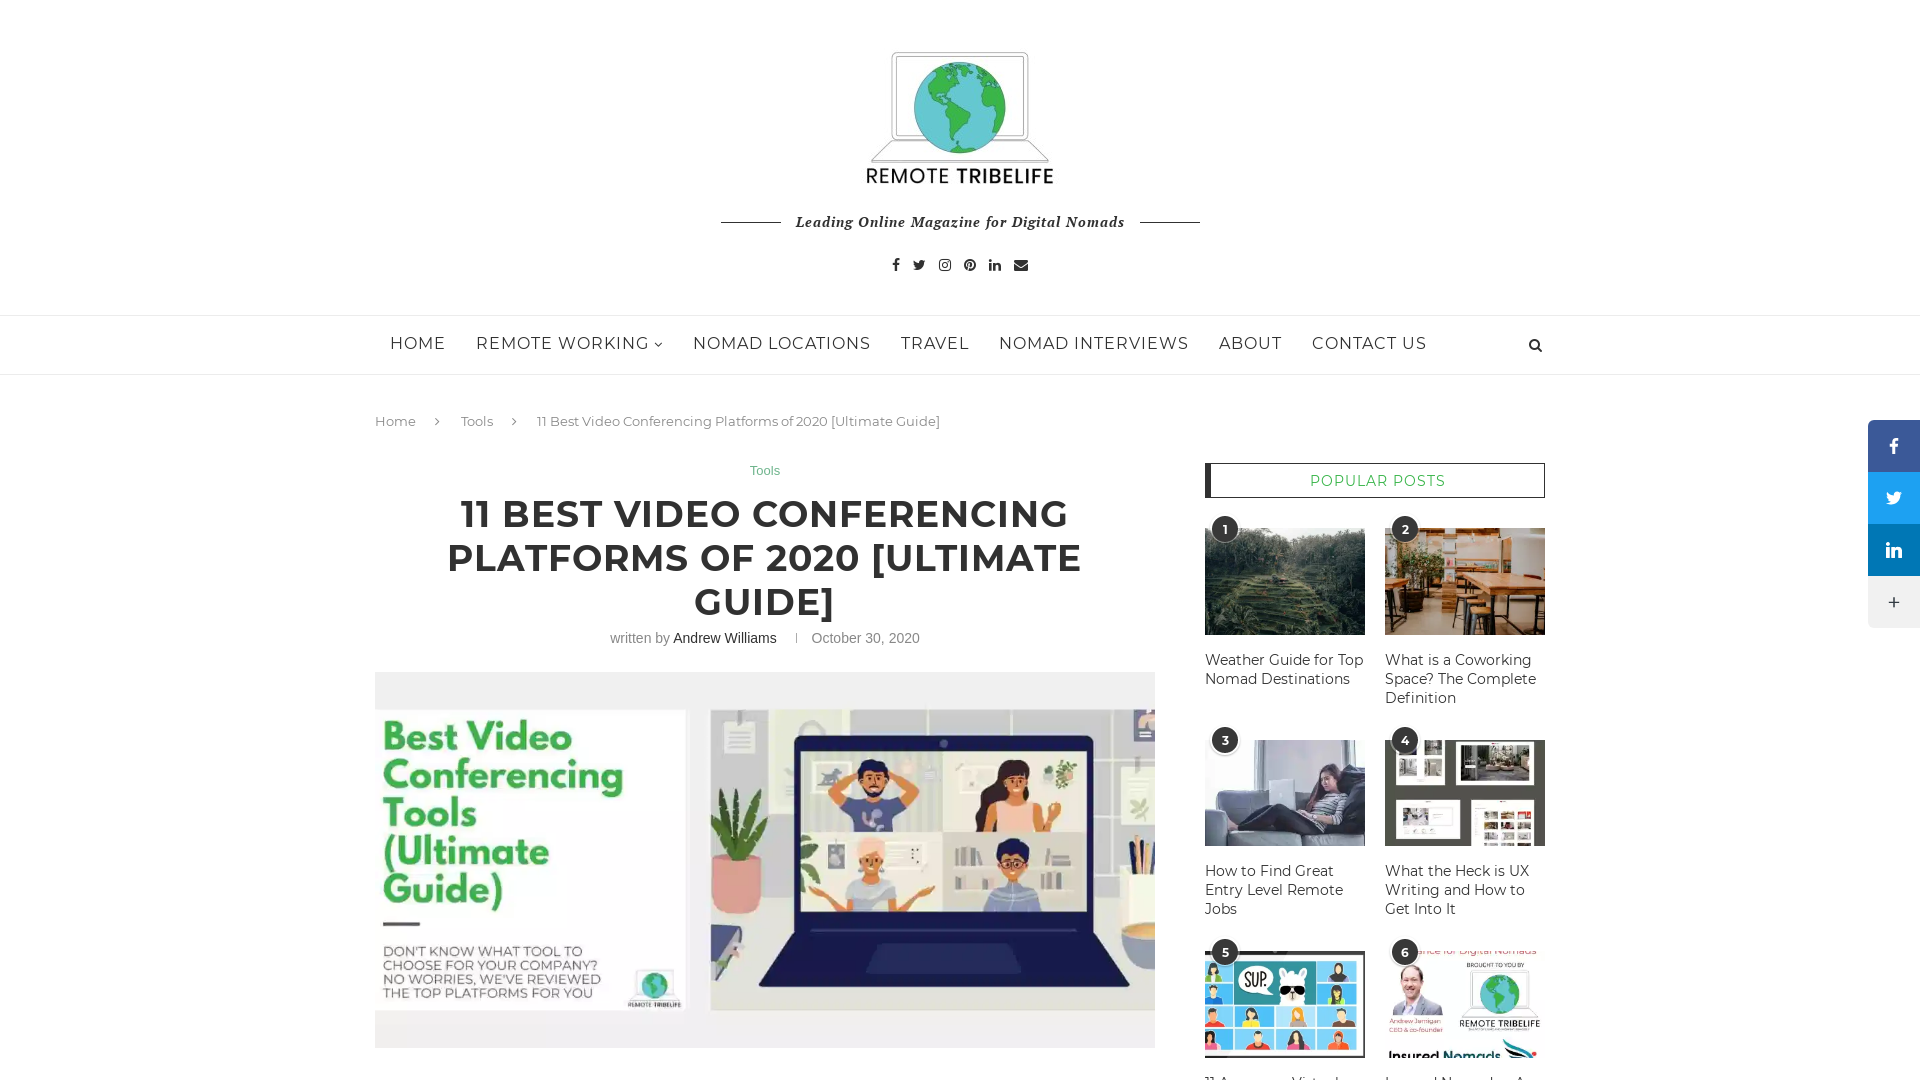 REMOTE TRIBELIFE
Leading Online Magazine for Digital Nomads
HOME
REMOTE WORKING
NOMAD LOCATIONS
TRAVEL
NOMAD INTERVIEWS
ABOUT
CONTACT US
Home
Tools
11 Best Video Conferencing Platforms of 2020 [Ultimate Guide]
Tools
11 BEST VIDEO CONFERENCING
PLATFORMS OF 2020 [ULTIMATE
GUIDE]
written by Andrew Williams
October 30, 2020
Best Video
Conferencing
Tools
(Ultimate
Guide)
DON'T KNOW WHAT TOOL TO
CHOOSE FOR YOUR COMPANY?
NO WORRIES, WE'VE REVIEWED
THE TOP PLATFORMS FOR YOU
REMOTE TRIBELIFE
POPULAR POSTS
1
Weather Guide for Top
Nomad Destinations
2
What is a Coworking
Space? The Complete
Definition
3
How to Find Great
Entry Level Remote
Jobs
4
What the Heck is UX
Writing and How to
Get Into It
5
SUP.
6
for Digital Nomads
BROUGHT TO YOU BY
Andrew Jernigan
CEO & co-founder
REMOTE TRIBELIFE
Insured Nomads